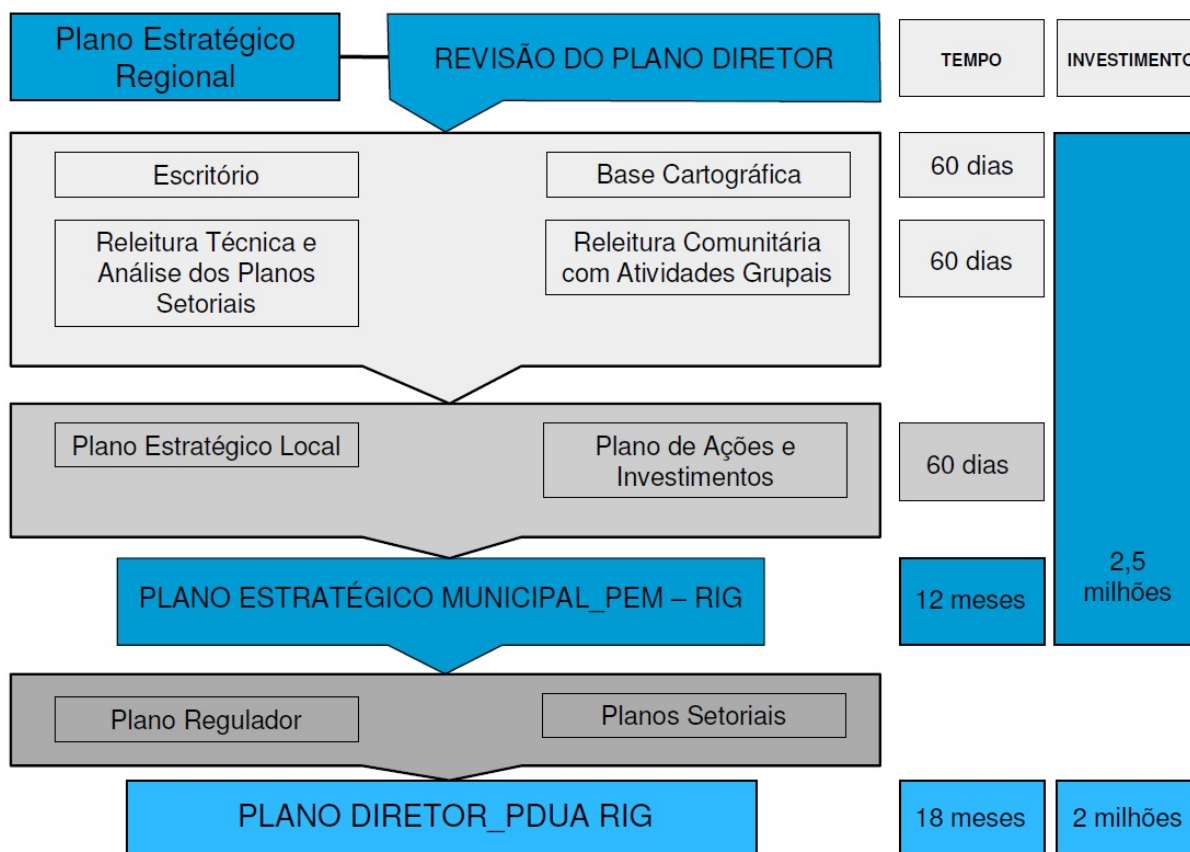 Plano Estratégico
Regional
REVISÃO DO PLANO DIRETOR
TEMPO
INVESTIMENTO
Escritório
Base Cartográfica
60 dias
Releitura Técnica e
Análise dos Planos
Setoriais
Releitura Comunitária
com Atividades Grupais
60 dias
Plano Estratégico Local
Plano de Ações e
Investimentos
60 dias
PLANO ESTRATÉGICO MUNICIPAL_PEM – RIG
12 meses
2,5
milhões
Plano Regulador
Planos Setoriais
PLANO DIRETOR_PDUA RIG
18 meses
2 milhões